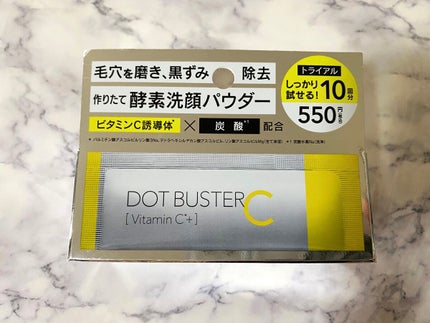 毛穴を磨き、黒ずみ 除去
作りたて 酵素洗顔パウダー
ビタミンC誘導体* × 炭酸*¹ 配合
トライアル
しっかり
試せる!
10回分
550円(税込)
DOT BUSTER C
[Vitamin C*+]